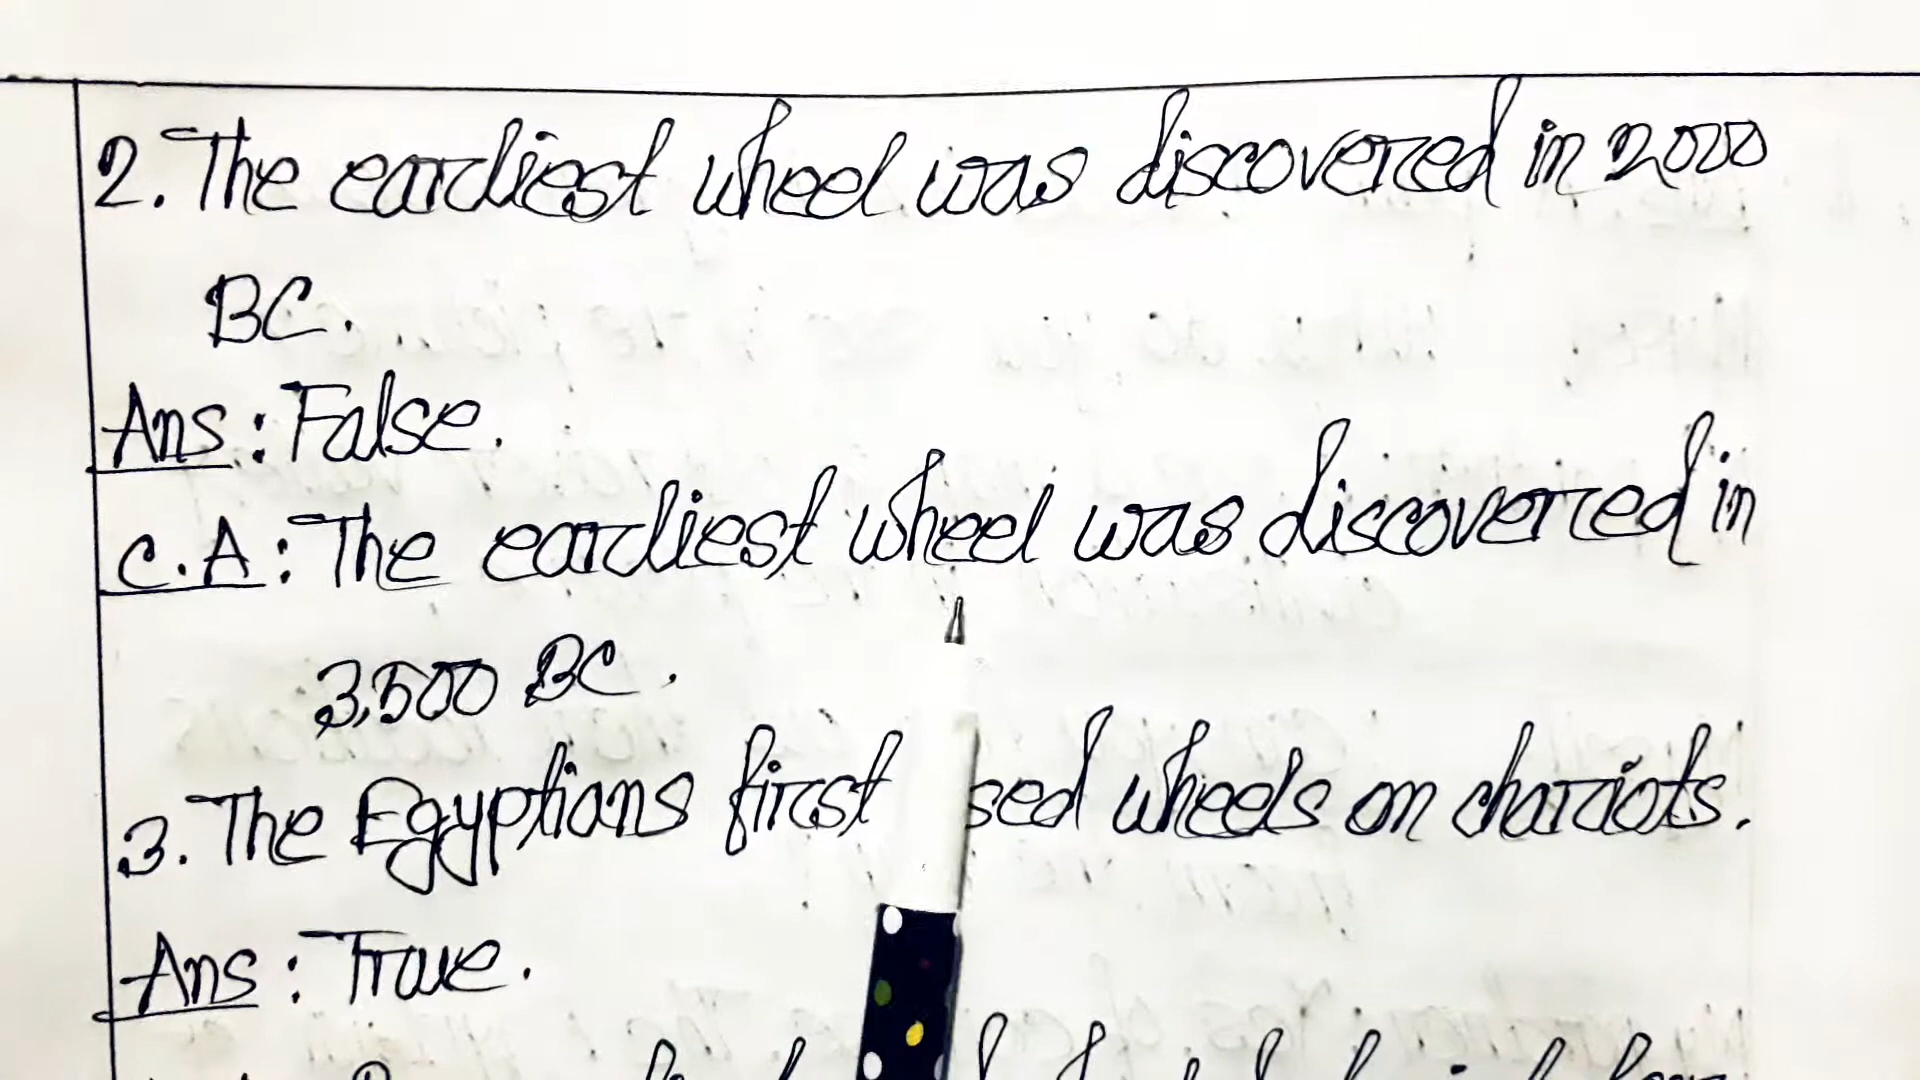 2. The earliest wheel was discovered in 2000
BC.
Ans : False.
C.A : The earliest wheel was discovered in
3,500 BC.
3. The Egyptians first sed wheels on chariots.
Ans : True.